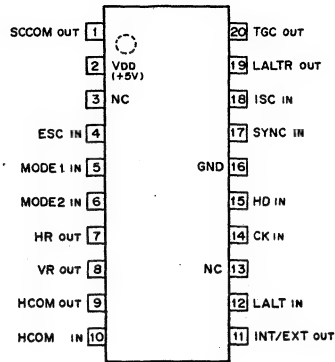 SCCOM OUT 1
20 TGC OUT
2 VDD
(+5V)
19 LALTR OUT
3 NC
18 ISC IN
ESC IN 4
17 SYNC IN
MODE1 IN 5
GND 16
MODE2 IN 6
15 HD IN
HR OUT 7
14 CK IN
VR OUT 8
NC 13
HCOM OUT 9
12 LALT IN
HCOM IN 10
11 INT/EXT OUT